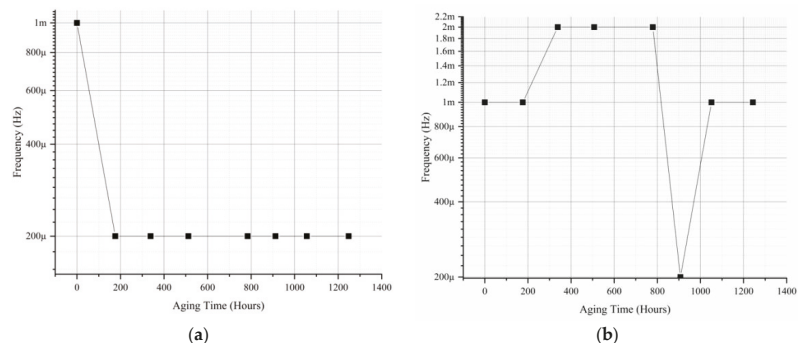 1m
800μ
600μ
400μ
200μ
Frequency (Hz)
0 200 400 600 800 1000 1200 1400
Aging Time (Hours)
(a)
2.2m
2m
1.8m
1.6m
1.4m
1.2m
1m
800μ
600μ
400μ
200μ
Frequency (Hz)
0 200 400 600 800 1000 1200 1400
Aging Time (Hours)
(b)